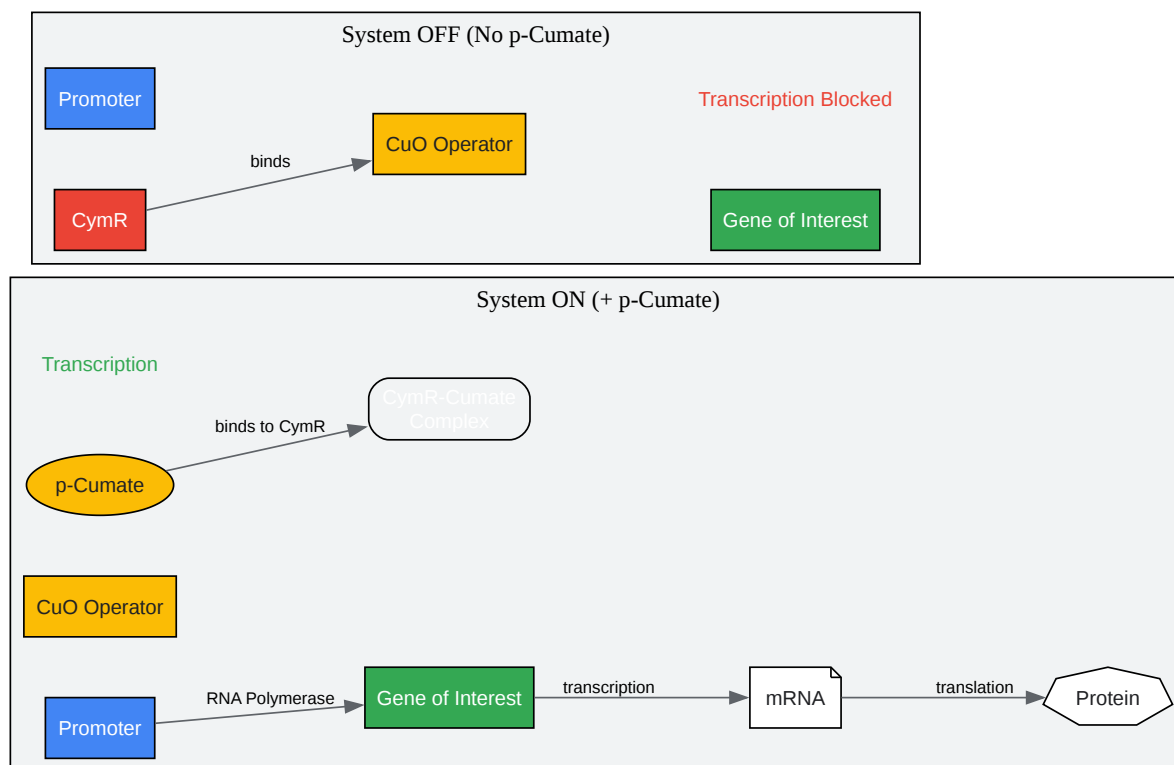 System OFF (No p-Cumate)
Promoter
Transcription Blocked
CuO Operator
binds
CymR
Gene of Interest
System ON (+ p-Cumate)
Transcription
CymR-Cumate
Complex
binds to CymR
p-Cumate
CuO Operator
RNA Polymerase
Gene of Interest
transcription
mRNA
translation
Protein
Promoter